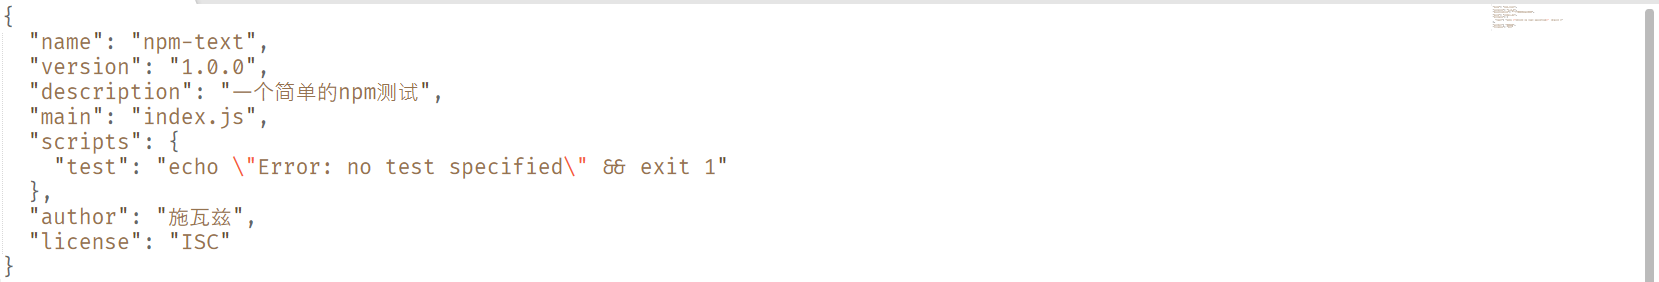 {
  "name": "npm-text",
  "version": "1.0.0",
  "description": "一个简单的npm测试",
  "main": "index.js",
  "scripts": {
    "test": "echo \"Error: no test specified\" && exit 1"
  },
  "author": "施瓦兹",
  "license": "ISC"
}